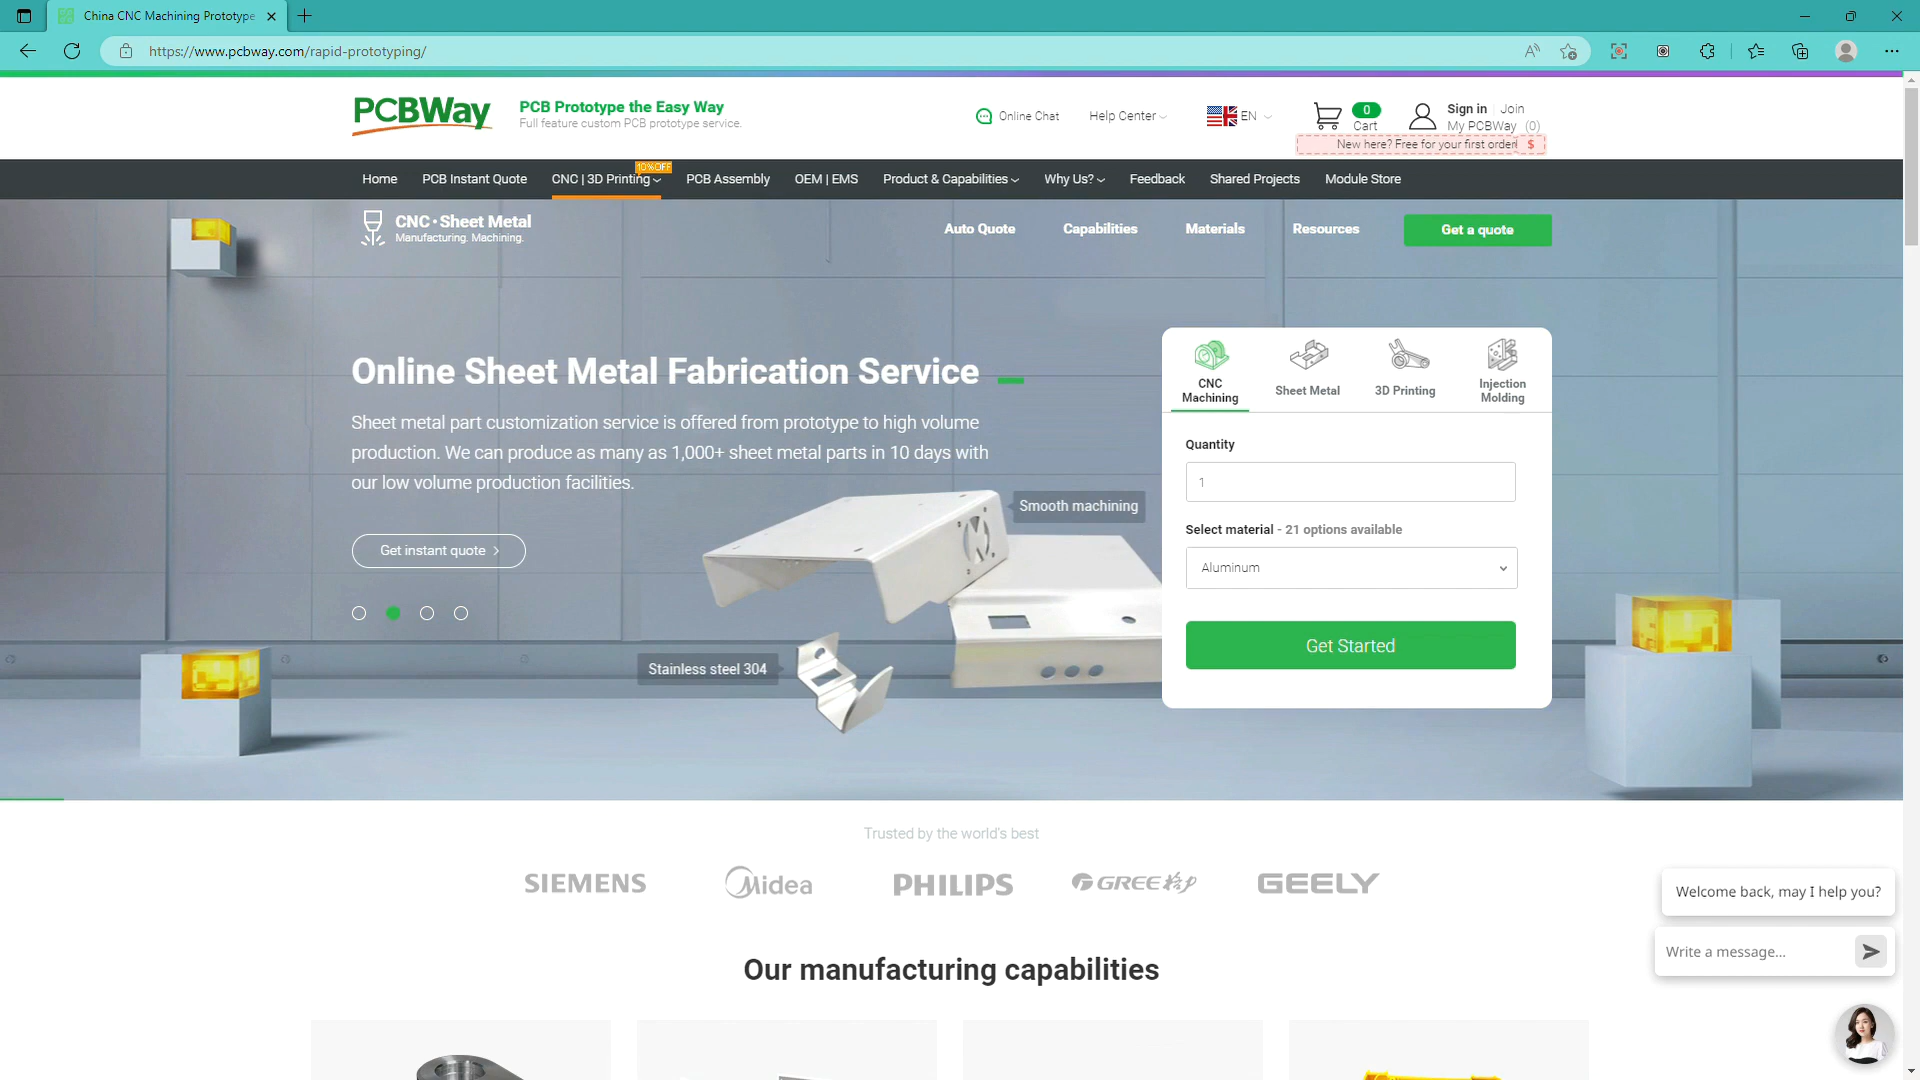 China CNC Machining Prototype
https://www.pcbway.com/rapid-prototyping/
PCBWay
PCB Prototype the Easy Way
Full feature custom PCB prototype service.
Online Chat
Help Center
EN
0
Cart
Sign in
Join
My PCBWay (0)
New here? Free for your first order! $
10%OFF
Home
PCB Instant Quote
CNC | 3D Printing
PCB Assembly
OEM | EMS
Product & Capabilities
Why Us?
Feedback
Shared Projects
Module Store
CNC·Sheet Metal
Manufacturing. Machining.
Auto Quote
Capabilities
Materials
Resources
Get a quote
Online Sheet Metal Fabrication Service
Sheet metal part customization service is offered from prototype to high volume
production. We can produce as many as 1,000+ sheet metal parts in 10 days with
our low volume production facilities.
Get instant quote
Smooth machining
Stainless steel 304
CNC
Machining
Sheet Metal
3D Printing
Injection
Molding
Quantity
1
Select material - 21 options available
Aluminum
Get Started
Trusted by the world's best
SIEMENS
Midea
PHILIPS
GREE 格力
GEELY
Welcome back, may I help you?
Write a message...
Our manufacturing capabilities